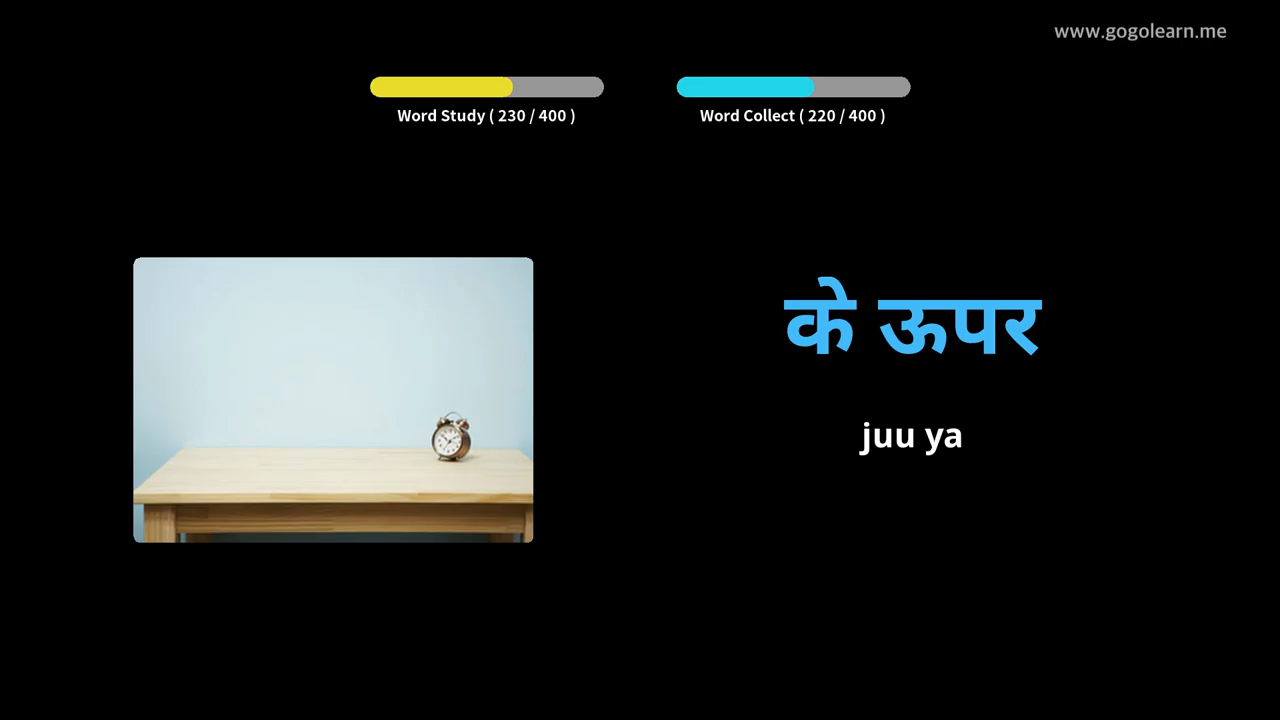 www.gogolearn.me
Word Study ( 230 / 400 )
Word Collect ( 220 / 400 )
के ऊपर
juu ya